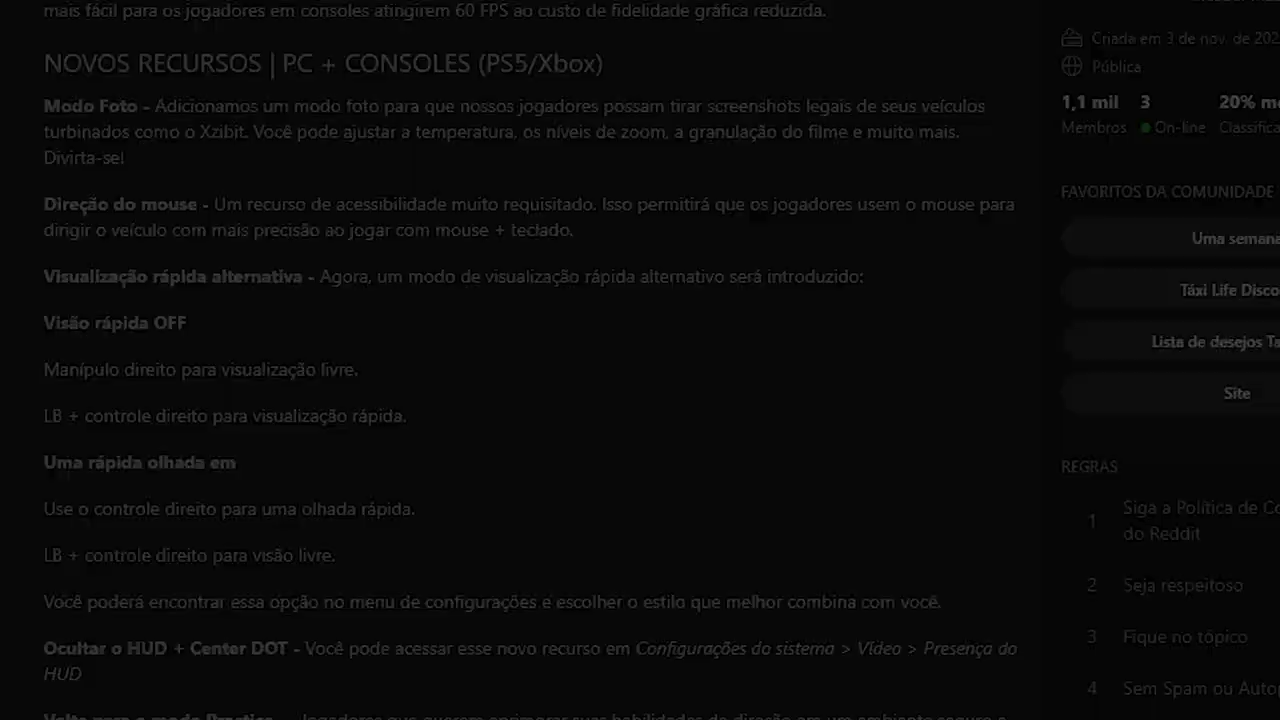 mais fácil para os jogadores em consoles atingirem 60 FPS ao custo de fidelidade gráfica reduzida.
NOVOS RECURSOS | PC + CONSOLES (PS5/Xbox)
Modo Foto - Adicionamos um modo foto para que nossos jogadores possam tirar screenshots legais de seus veículos
turbinados como o Xzibit. Você pode ajustar a temperatura, os níveis de zoom, a granulação do filme e muito mais.
Divirta-se!
Direção do mouse - Um recurso de acessibilidade muito requisitado. Isso permitirá que os jogadores usem o mouse para
dirigir o veículo com mais precisão ao jogar com mouse + teclado.
Visualização rápida alternativa - Agora, um modo de visualização rápida alternativo será introduzido:
Visão rápida OFF
Manípulo direito para visualização livre.
LB + controle direito para visualização rápida.
Uma rápida olhada em
Use o controle direito para uma olhada rápida.
LB + controle direito para visão livre.
Você poderá encontrar essa opção no menu de configurações e escolher o estilo que melhor combina com você.
Ocultar o HUD + Center DOT - Você pode acessar esse novo recurso em Configurações do sistema > Vídeo > Presença do
HUD
Criada em 3 de nov. de 202
Pública
1,1 mil 3 20%
Membros On-line Classifica
FAVORITOS DA COMUNIDADE
Uma semana
Táxi Life Disco
Lista de desejos Ta
Site
REGRAS
1 Siga a Política de Co
do Reddit
2 Seja respeitoso
3 Fique no tópico
4 Sem Spam ou Autop